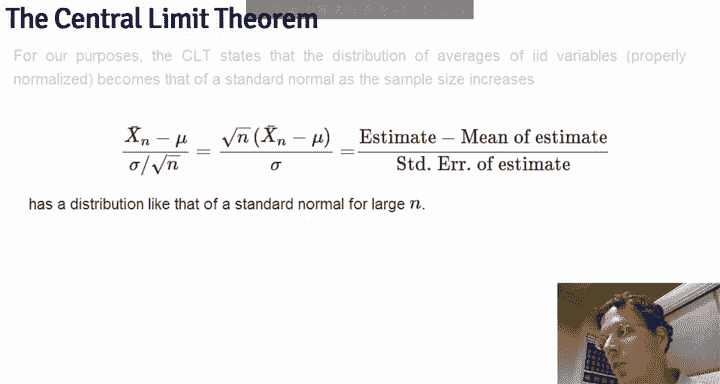 The Central Limit Theorem
For our purposes, the CLT states that the distribution of averages of iid variables (properly
normalized) becomes that of a standard normal as the sample size increases
X̄ₙ − μ / σ/√n = √n (X̄ₙ − μ) / σ = Estimate − Mean of estimate / Std. Err. of estimate
has a distribution like that of a standard normal for large n.